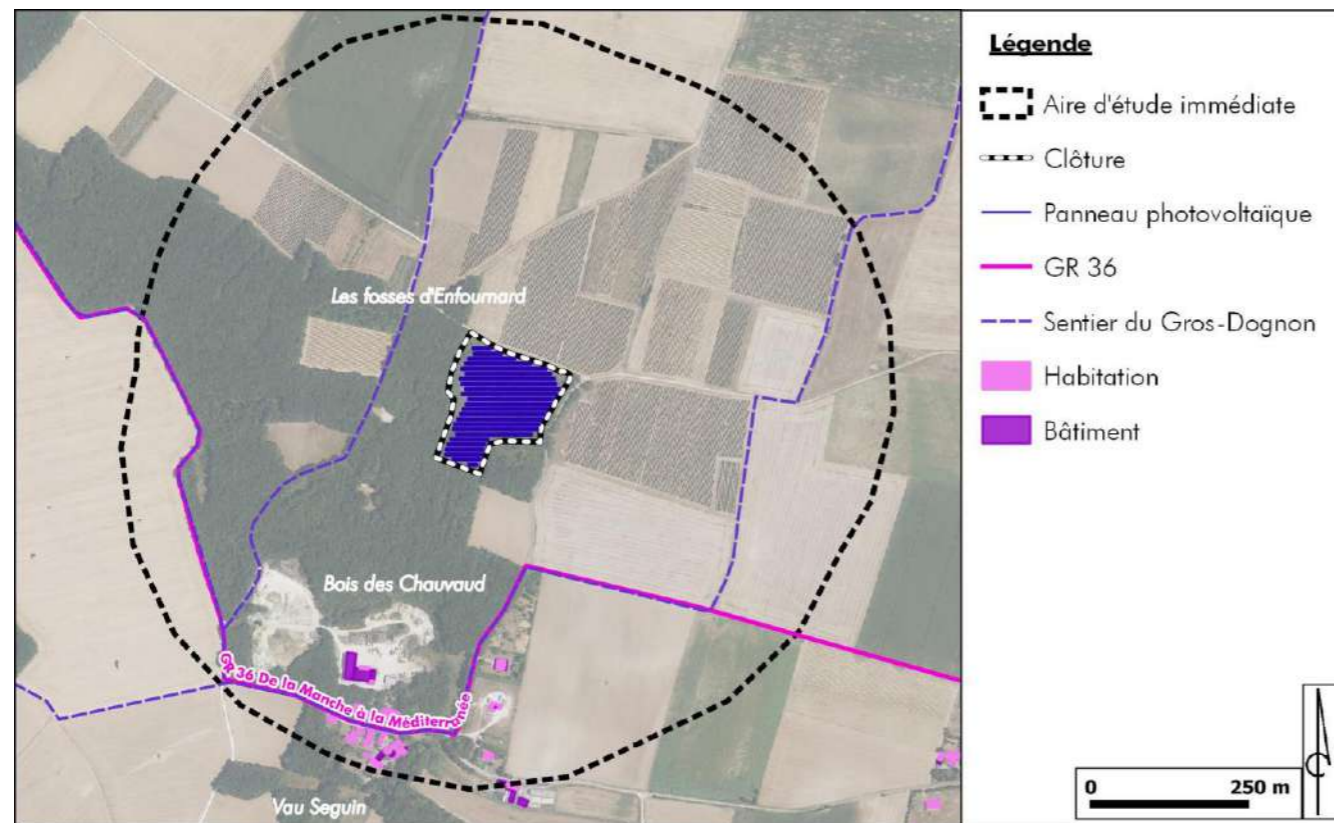 Les fosses d'Enfournard
Bois des Chauvaud
GR 36 De la Manche à la Méditerranée
Vau Seguin
Légende
Aire d'étude immédiate
Clôture
Panneau photovoltaïque
GR 36
Sentier du Gros-Dognon
Habitation
Bâtiment
0 250 m